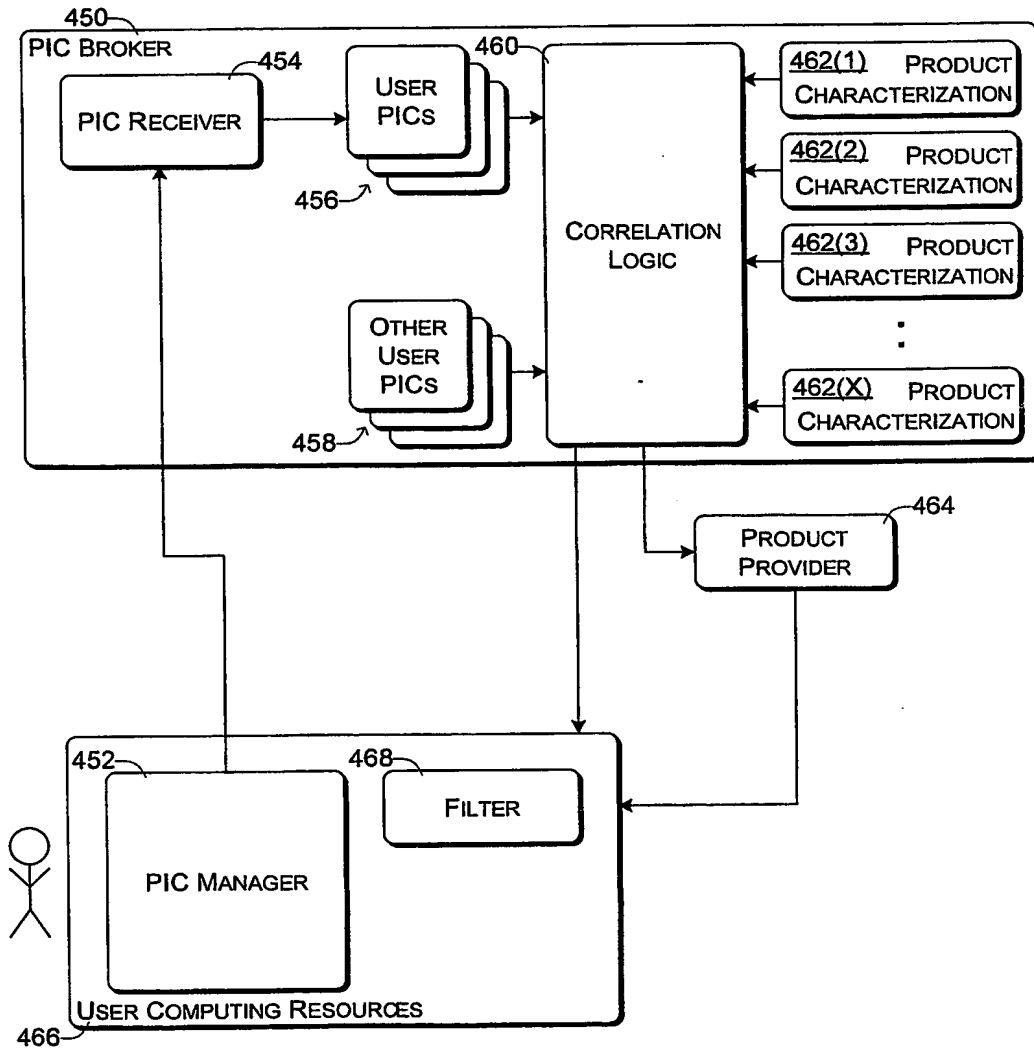 450
PIC BROKER
454
PIC RECEIVER
USER
PICS
456
OTHER
USER
PICS
458
460
CORRELATION
LOGIC
462(1) PRODUCT
CHARACTERIZATION
462(2) PRODUCT
CHARACTERIZATION
462(3) PRODUCT
CHARACTERIZATION
462(X) PRODUCT
CHARACTERIZATION
464
PRODUCT
PROVIDER
452
PIC MANAGER
468
FILTER
USER COMPUTING RESOURCES
466